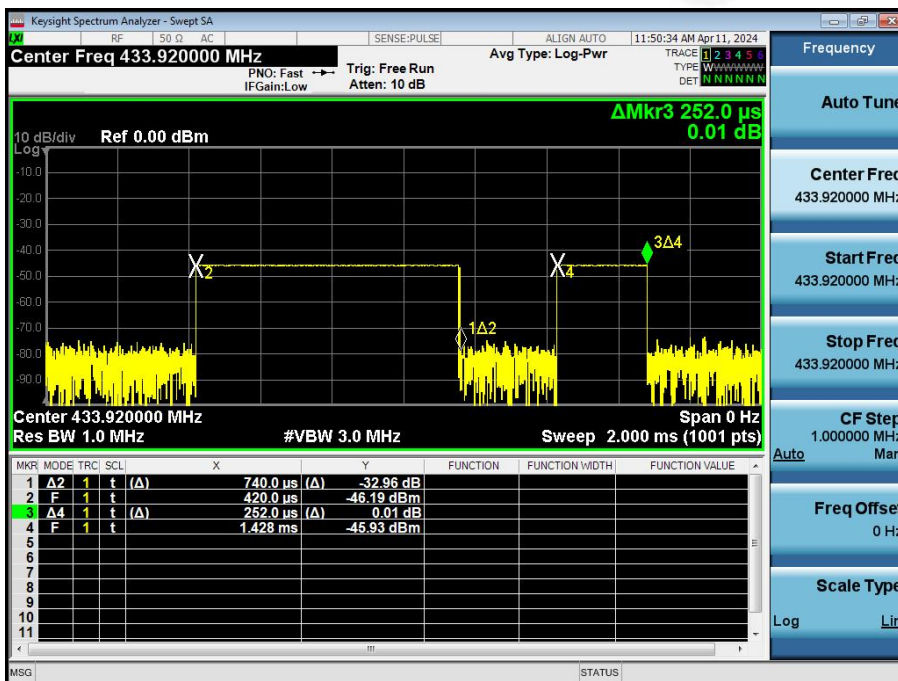 Keysight Spectrum Analyzer - Swept SA
LXI RF 50 Ω AC SENSE:PULSE ALIGN AUTO 11:50:34 AM Apr 11, 2024
Center Freq 433.920000 MHz
PNO: Fast
IFGain:Low
Trig: Free Run
Atten: 10 dB
Avg Type: Log-Pwr
TRACE 1 2 3 4 5 6
TYPE WWWWWW
DET N N N N N N
ΔMkr3 252.0 µs
0.01 dB
10 dB/div Ref 0.00 dBm
Log
-10.0
-20.0
-30.0
-40.0
-50.0
-60.0
-70.0
-80.0
-90.0
2
1Δ2
4
3Δ4
Center 433.920000 MHz Span 0 Hz
Res BW 1.0 MHz #VBW 3.0 MHz Sweep 2.000 ms (1001 pts)
MKR MODE TRC SCL X Y FUNCTION FUNCTION WIDTH FUNCTION VALUE
1 Δ2 1 t (Δ) 740.0 µs (Δ) -32.96 dB
2 F 1 t 420.0 µs -46.19 dBm
3 Δ4 1 t (Δ) 252.0 µs (Δ) 0.01 dB
4 F 1 t 1.428 ms -45.93 dBm
5
6
7
8
9
10
11
MSG STATUS
Frequency
Auto Tune
Center Freq
433.920000 MHz
Start Freq
433.920000 MHz
Stop Freq
433.920000 MHz
CF Step
1.000000 MHz
Auto Man
Freq Offset
0 Hz
Scale Type
Log Lin